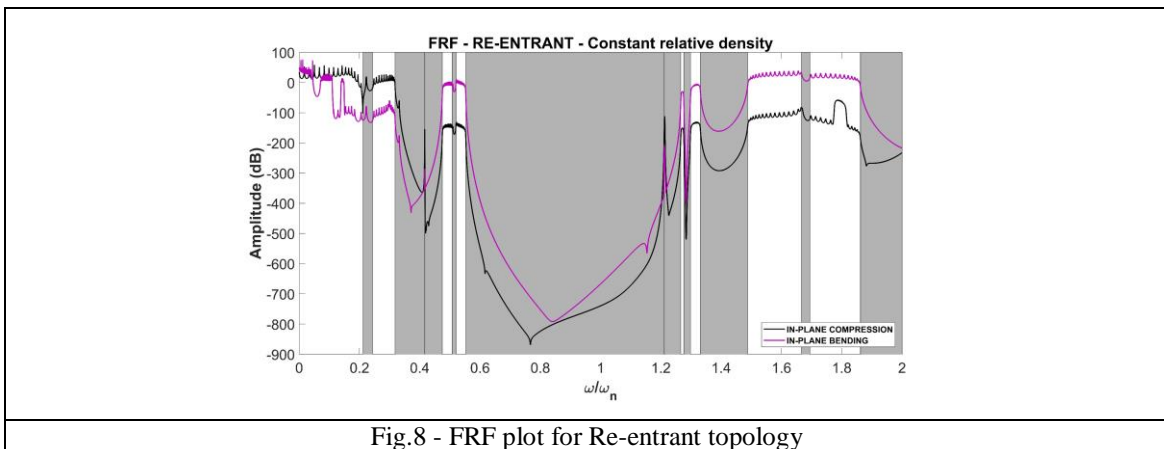 FRF - RE-ENTRANT - Constant relative density
100
0
-100
-200
-300
-400
-500
-600
-700
-800
-900
Amplitude (dB)
0 0.2 0.4 0.6 0.8 1 1.2 1.4 1.6 1.8 2
ω/ωn
IN-PLANE COMPRESSION
IN-PLANE BENDING
Fig.8 - FRF plot for Re-entrant topology